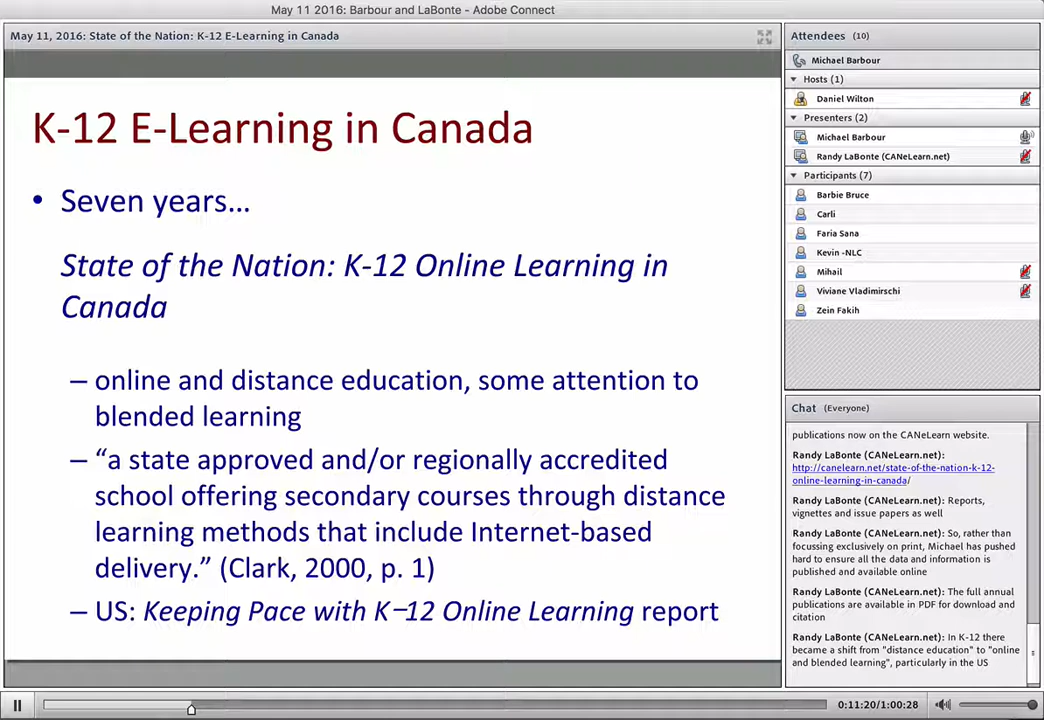 May 11 2016: Barbour and LaBonte - Adobe Connect
May 11, 2016: State of the Nation: K-12 E-Learning in Canada
K-12 E-Learning in Canada
• Seven years…
State of the Nation: K-12 Online Learning in
Canada
– online and distance education, some attention to
blended learning
– “a state approved and/or regionally accredited
school offering secondary courses through distance
learning methods that include Internet-based
delivery.” (Clark, 2000, p. 1)
– US: Keeping Pace with K–12 Online Learning report
Attendees (10)
Michael Barbour
Hosts (1)
Daniel Wilton
Presenters (2)
Michael Barbour
Randy LaBonte (CANeLearn.net)
Participants (7)
Barbie Bruce
Carli
Faria Sana
Kevin -NLC
Mihail
Viviane Vladimirschi
Zein Fakih
Chat (Everyone)
publications now on the CANeLearn website.
Randy LaBonte (CANeLearn.net):
http://canelearn.net/state-of-the-nation-k-12-
online-learning-in-canada/
Randy LaBonte (CANeLearn.net): Reports,
vignettes and issue papers as well
Randy LaBonte (CANeLearn.net): So, rather than
focussing exclusively on print, Michael has pushed
hard to ensure all the data and information is
published and available online
Randy LaBonte (CANeLearn.net): The full annual
publications are available in PDF for download and
citation
Randy LaBonte (CANeLearn.net): In K-12 there
became a shift from "distance education" to "online
and blended learning", particularly in the US
0:11:20/1:00:28